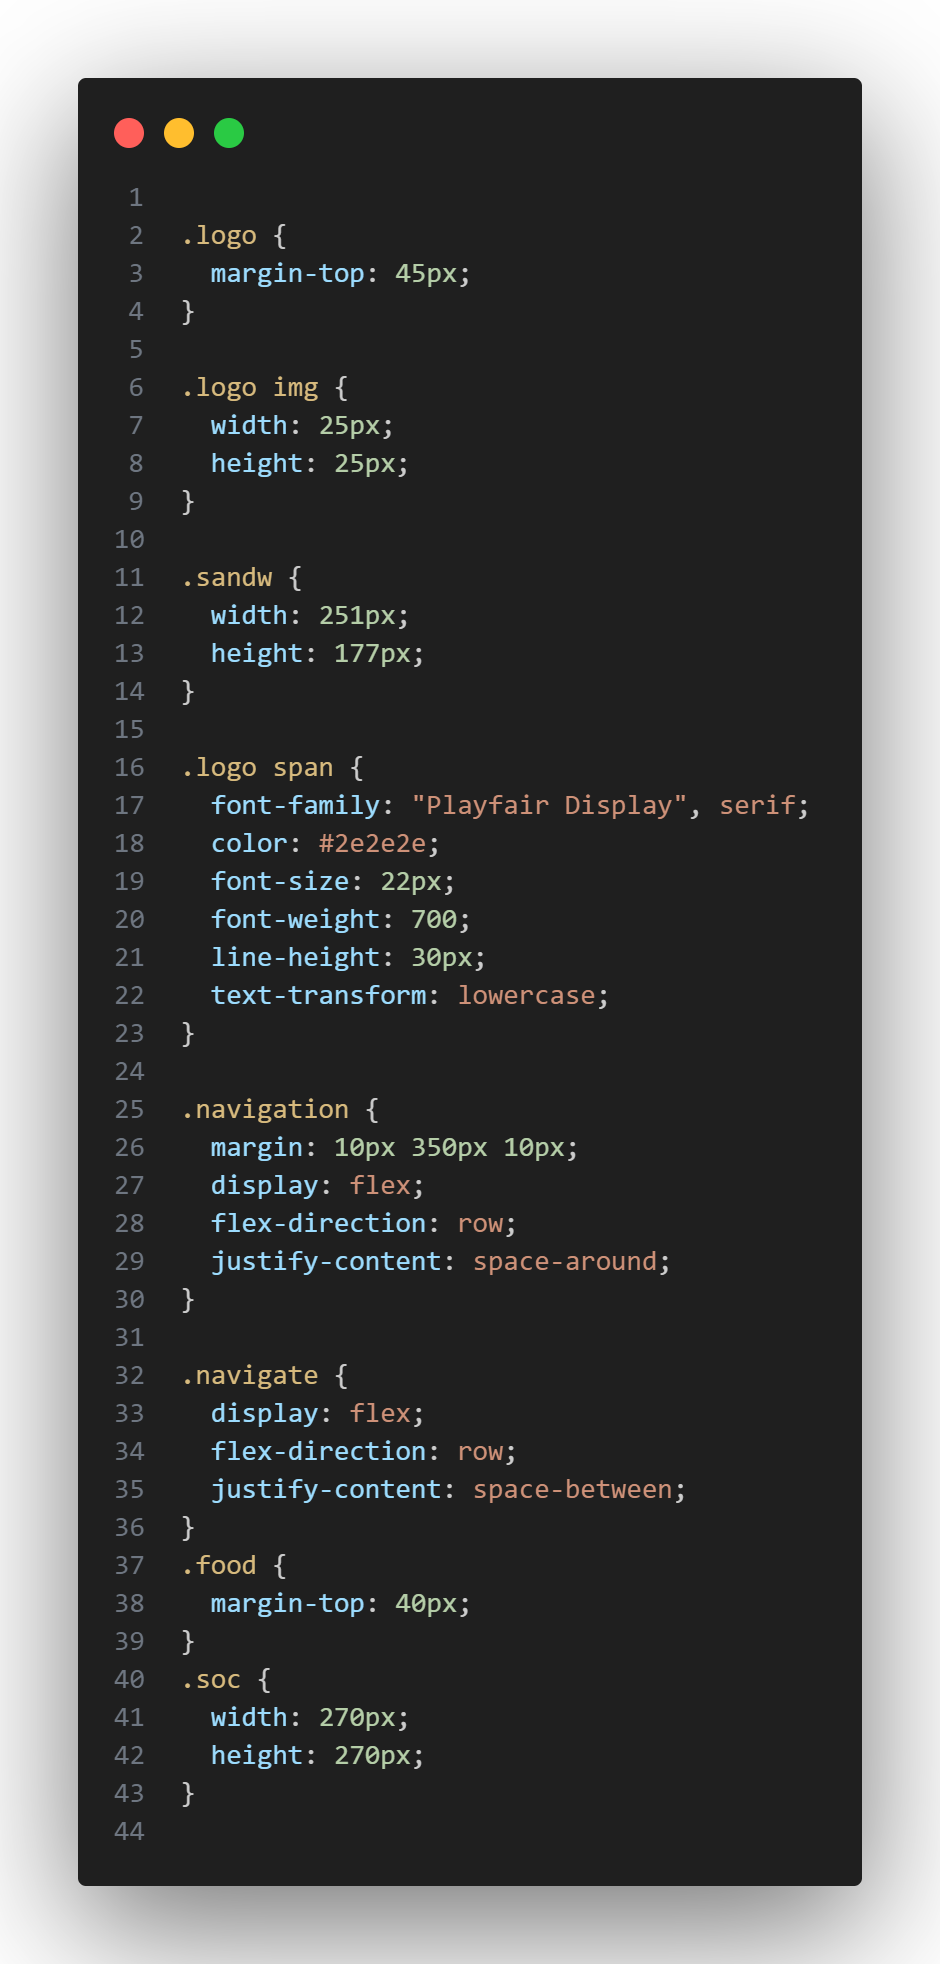 1
2 .logo {
3   margin-top: 45px;
4 }
5
6 .logo img {
7   width: 25px;
8   height: 25px;
9 }
10
11 .sandw {
12   width: 251px;
13   height: 177px;
14 }
15
16 .logo span {
17   font-family: "Playfair Display", serif;
18   color: #2e2e2e;
19   font-size: 22px;
20   font-weight: 700;
21   line-height: 30px;
22   text-transform: lowercase;
23 }
24
25 .navigation {
26   margin: 10px 350px 10px;
27   display: flex;
28   flex-direction: row;
29   justify-content: space-around;
30 }
31
32 .navigate {
33   display: flex;
34   flex-direction: row;
35   justify-content: space-between;
36 }
37 .food {
38   margin-top: 40px;
39 }
40 .soc {
41   width: 270px;
42   height: 270px;
43 }
44